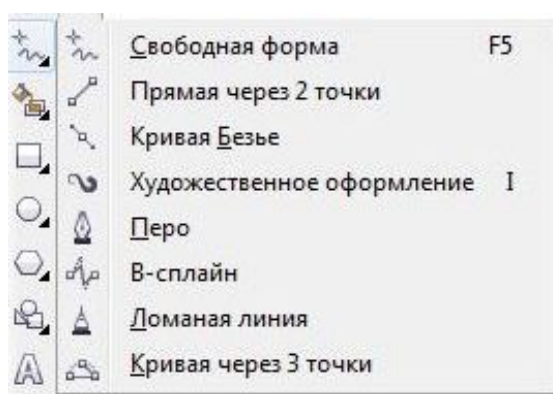 Свободная форма F5
Прямая через 2 точки
Кривая Безье
Художественное оформление I
Перо
В-сплайн
Ломаная линия
Кривая через 3 точки